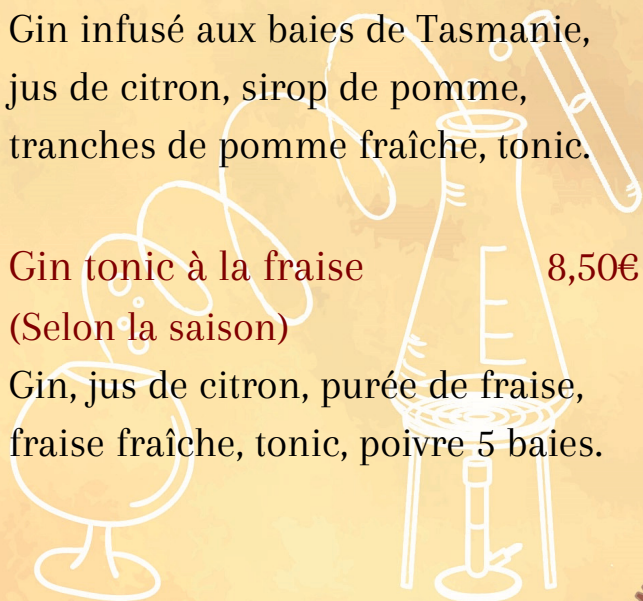 Gin infusé aux baies de Tasmanie,
jus de citron, sirop de pomme,
tranches de pomme fraîche, tonic.
Gin tonic à la fraise 8,50€
(Selon la saison)
Gin, jus de citron, purée de fraise,
fraise fraîche, tonic, poivre 5 baies.